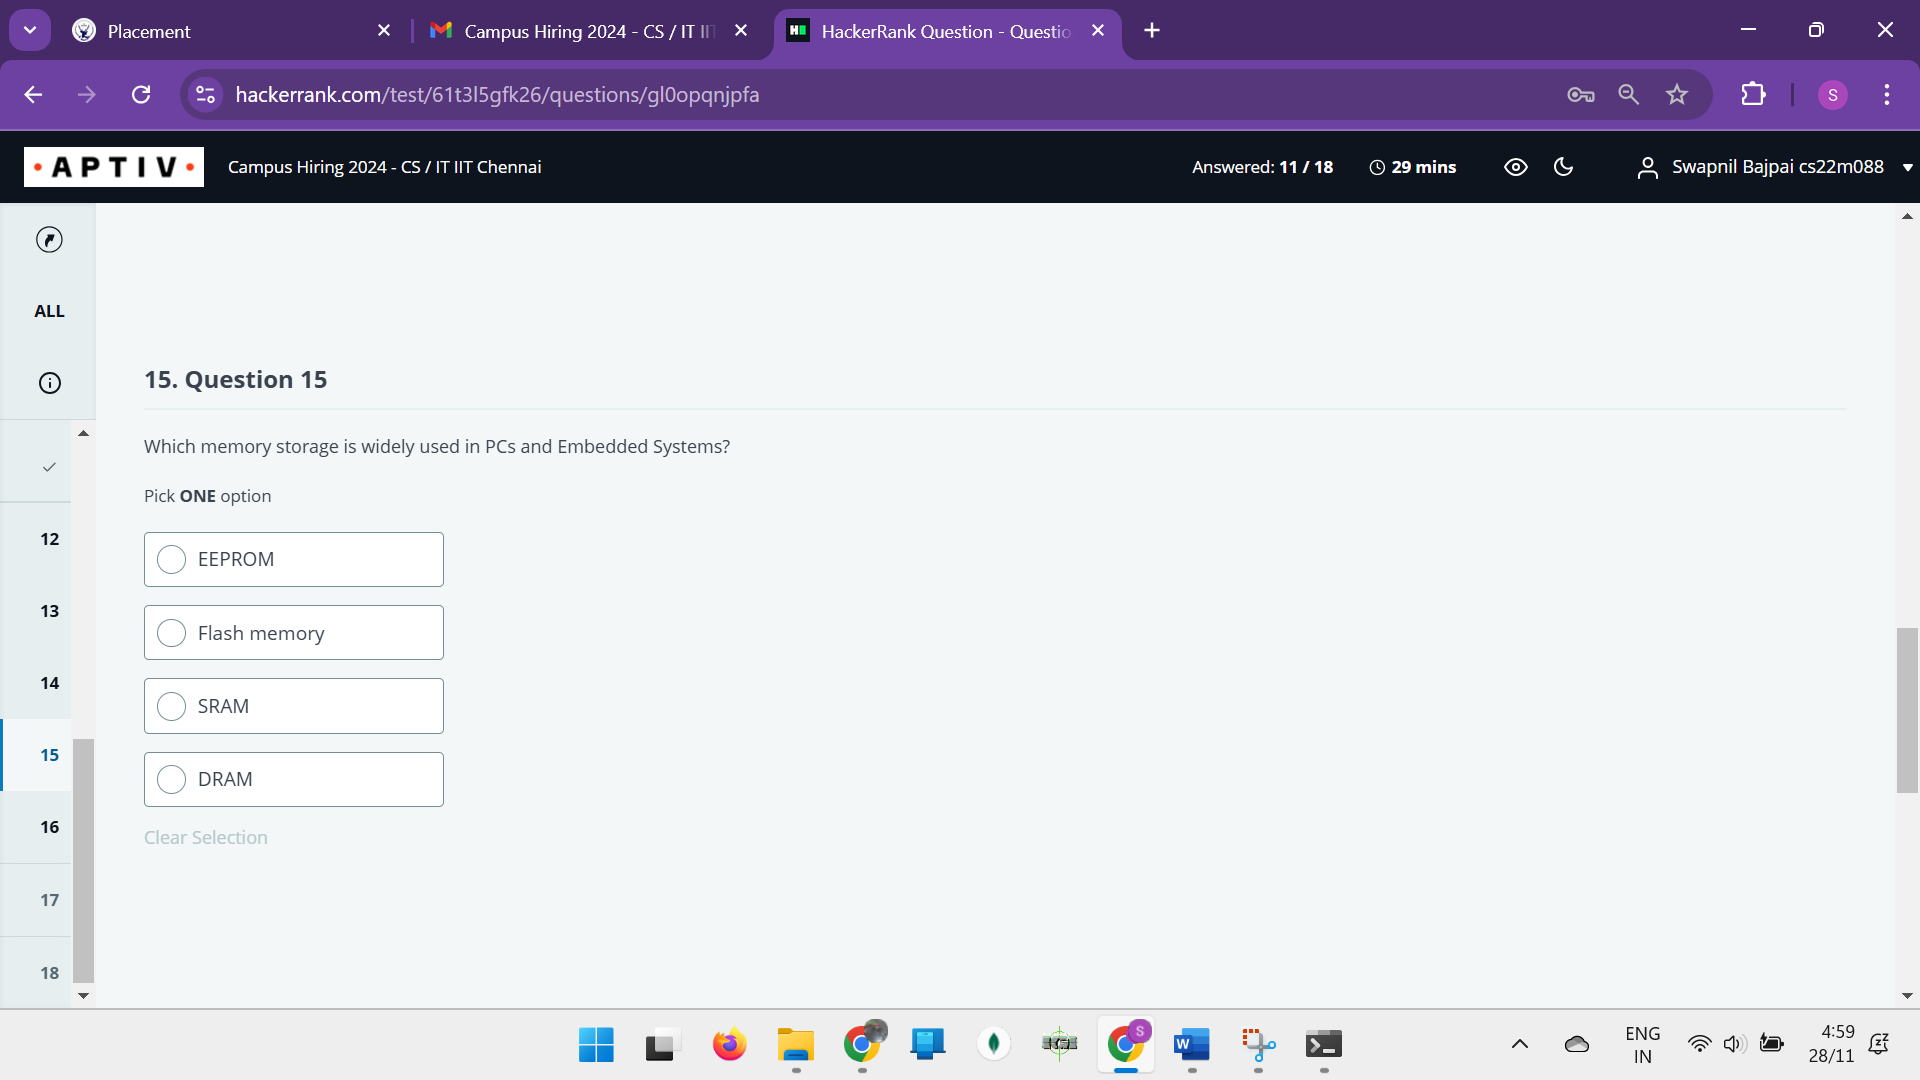 Placement
Campus Hiring 2024 - CS / IT II
HackerRank Question - Questio
hackerrank.com/test/61t3l5gfk26/questions/gl0opqnjpfa
S
APTIV
Campus Hiring 2024 - CS / IT IIT Chennai
Answered: 11 / 18
29 mins
Swapnil Bajpai cs22m088
ALL
15. Question 15
Which memory storage is widely used in PCs and Embedded Systems?
Pick ONE option
EEPROM
Flash memory
SRAM
DRAM
Clear Selection
12
13
14
15
16
17
18
S
W
ENG
IN
4:59
28/11